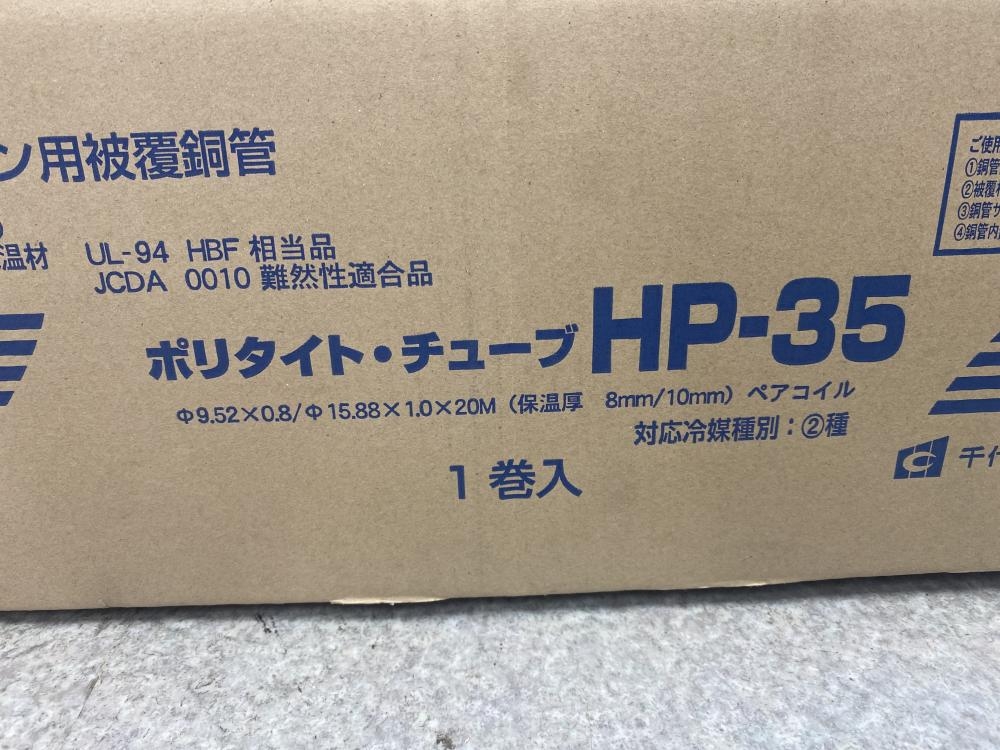 ン用被覆銅管
温材 UL-94 HBF 相当品
JCDA 0010 難然性適合品
ポリタイト・チューブ HP-35
Φ9.52×0.8/Φ15.88×1.0×20M（保温厚 8mm/10mm）ペアコイル
対応冷媒種別：②種
1 巻入
ご使用
①銅管
②被覆
③銅管サ
④銅管内
千代